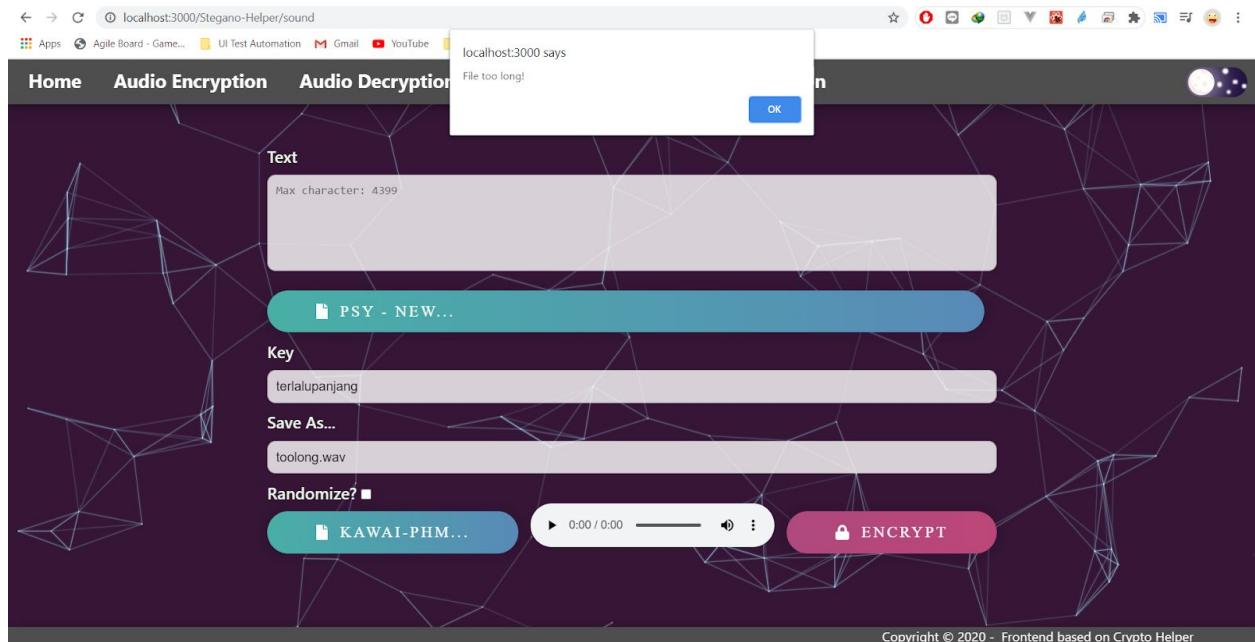 localhost:3000/Stegano-Helper/sound
Apps Agile Board - Game... UI Test Automation Gmail YouTube
localhost:3000 says
File too long!
OK
Home Audio Encryption Audio Decryption
Text
Max character: 4399
PSY - NEW...
Key
terlalupanjang
Save As...
toolong.wav
Randomize?
KAWAI-PHM... 0:00 / 0:00 ENCRYPT
Copyright © 2020 - Frontend based on Crypto Helper